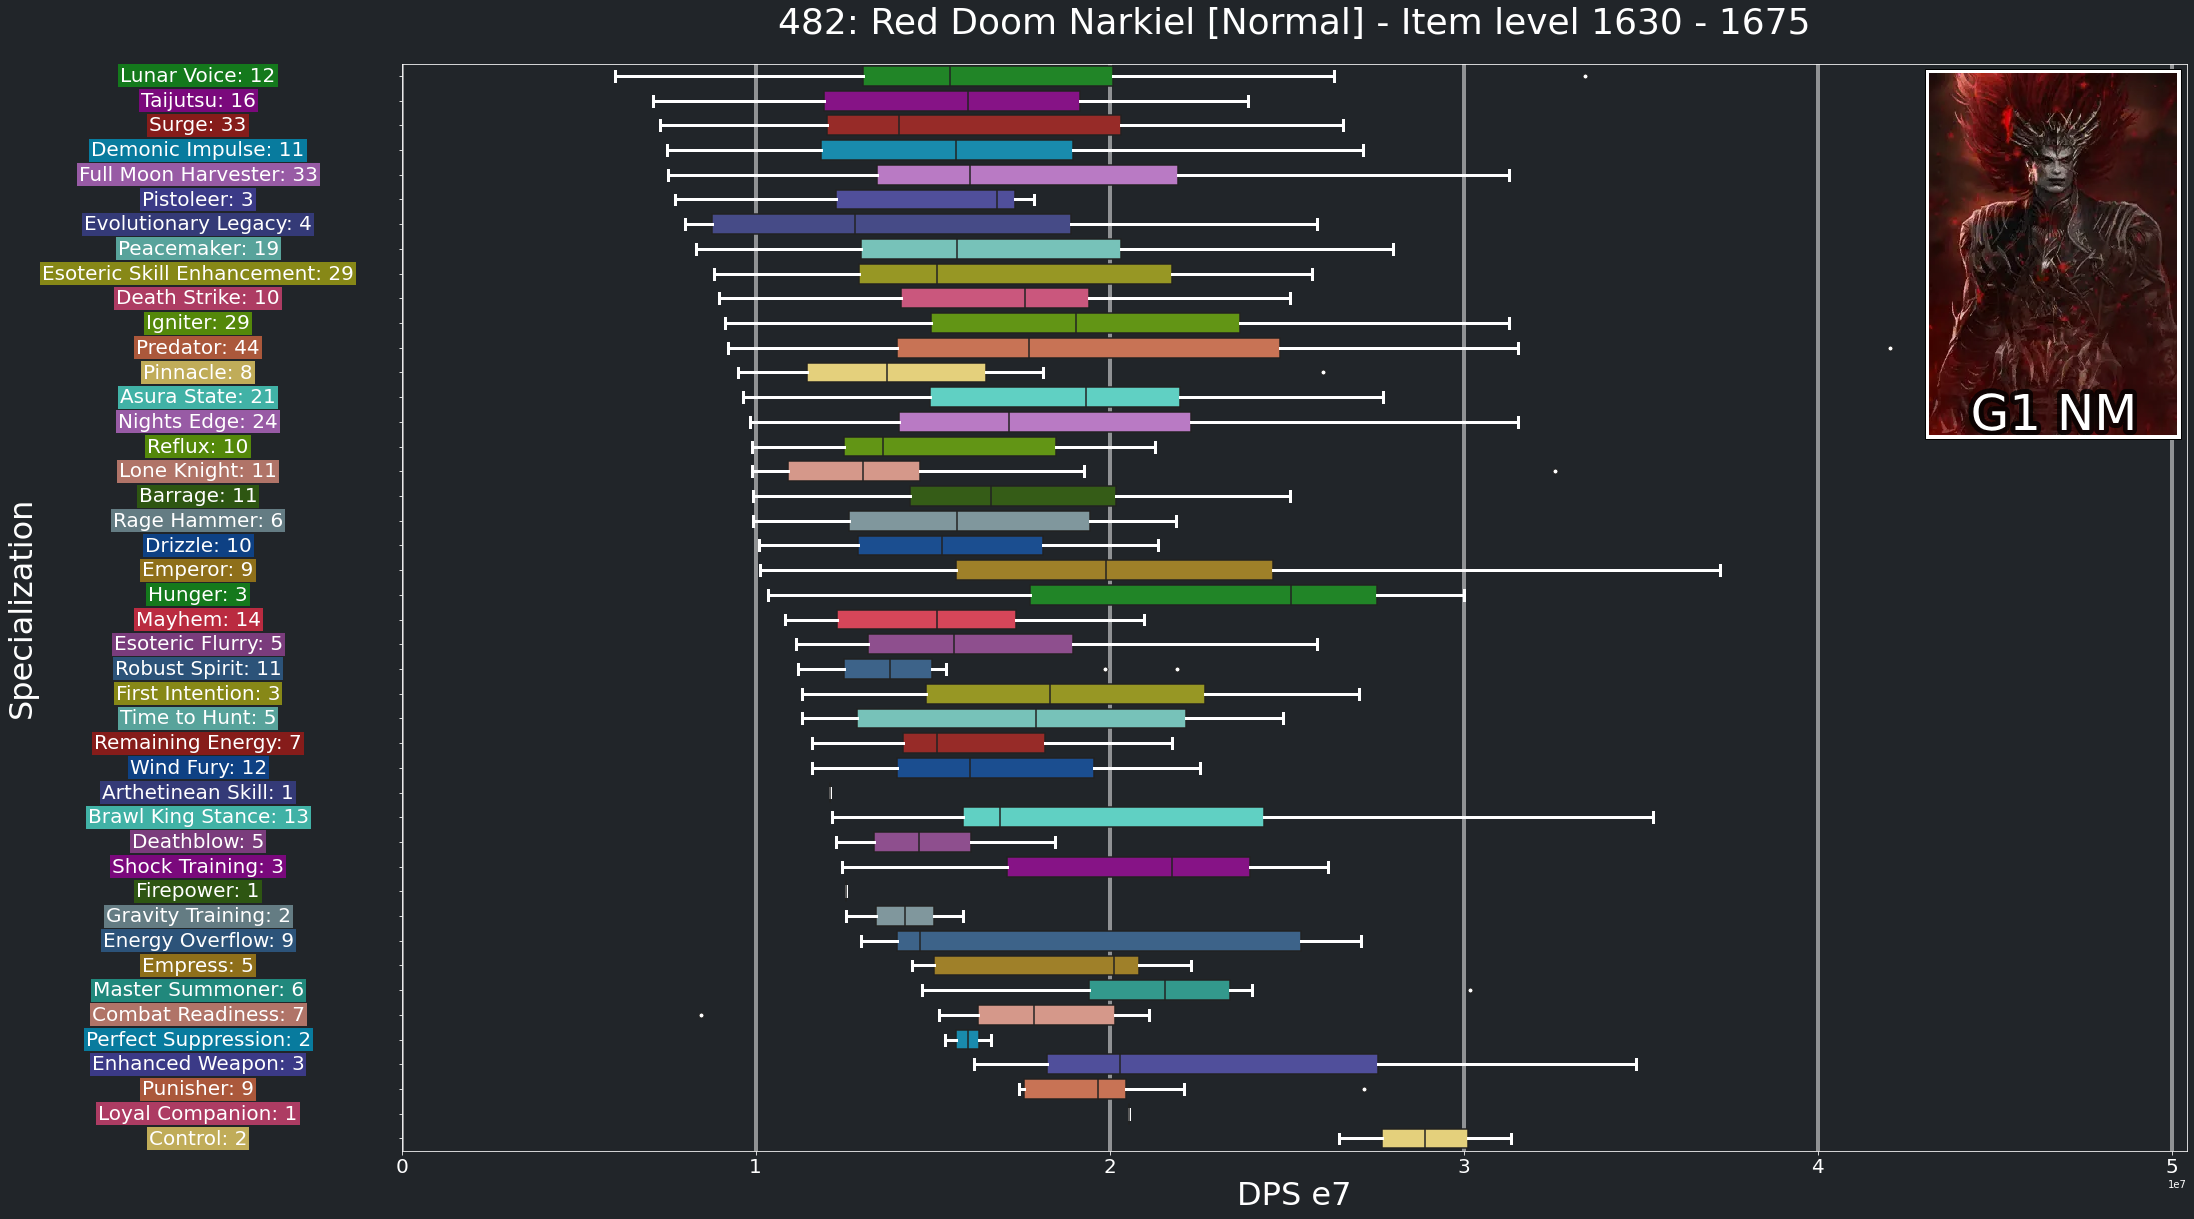 482: Red Doom Narkiel [Normal] - Item level 1630 - 1675
Lunar Voice: 12
Taijutsu: 16
Surge: 33
Demonic Impulse: 11
Full Moon Harvester: 33
Pistoleer: 3
Evolutionary Legacy: 4
Peacemaker: 19
Esoteric Skill Enhancement: 29
Death Strike: 10
Igniter: 29
Predator: 44
Pinnacle: 8
Asura State: 21
Nights Edge: 24
Reflux: 10
Lone Knight: 11
Barrage: 11
Rage Hammer: 6
Drizzle: 10
Emperor: 9
Hunger: 3
Mayhem: 14
Esoteric Flurry: 5
Robust Spirit: 11
First Intention: 3
Time to Hunt: 5
Remaining Energy: 7
Wind Fury: 12
Arthetinean Skill: 1
Brawl King Stance: 13
Deathblow: 5
Shock Training: 3
Firepower: 1
Gravity Training: 2
Energy Overflow: 9
Empress: 5
Master Summoner: 6
Combat Readiness: 7
Perfect Suppression: 2
Enhanced Weapon: 3
Punisher: 9
Loyal Companion: 1
Control: 2
Specialization
G1 NM
0 1 2 3 4 5
1e7
DPS e7